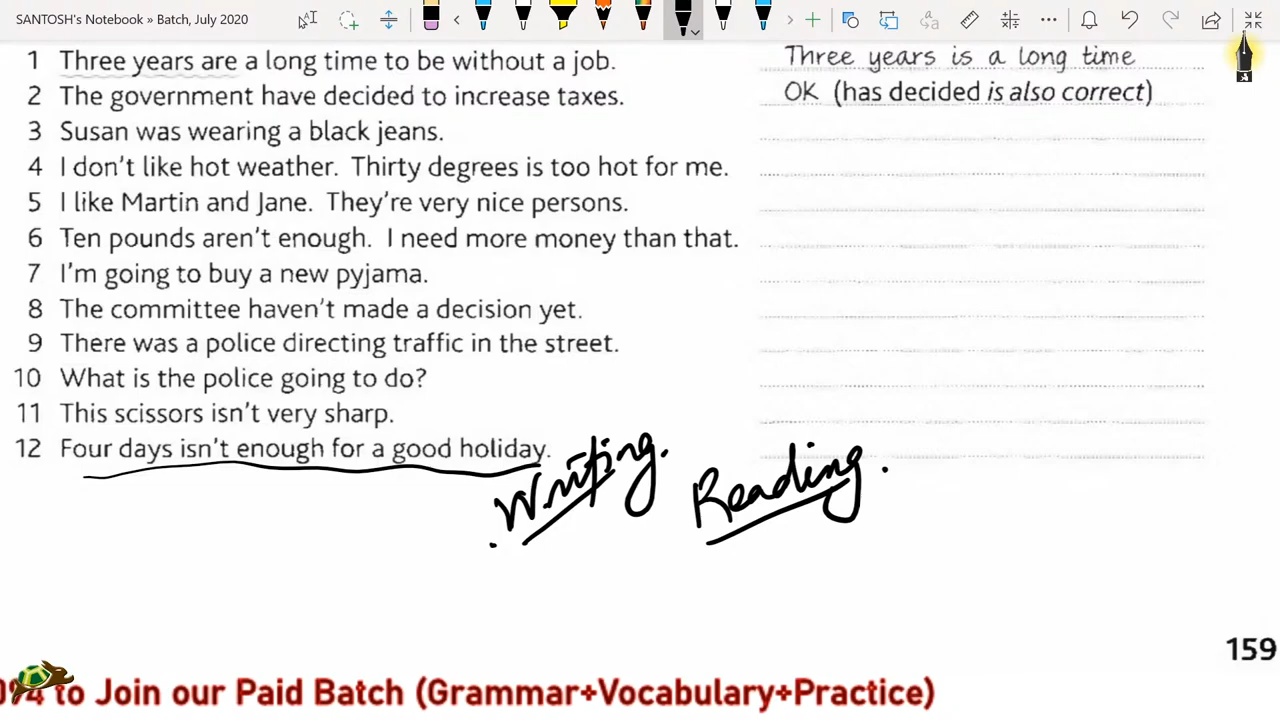 SANTOSH's Notebook » Batch, July 2020
1 Three years are a long time to be without a job. Three years is a long time
2 The government have decided to increase taxes. OK (has decided is also correct)
3 Susan was wearing a black jeans.
4 I don't like hot weather. Thirty degrees is too hot for me.
5 I like Martin and Jane. They're very nice persons.
6 Ten pounds aren't enough. I need more money than that.
7 I'm going to buy a new pyjama.
8 The committee haven't made a decision yet.
9 There was a police directing traffic in the street.
10 What is the police going to do?
11 This scissors isn't very sharp.
12 Four days isn't enough for a good holiday.
Writing. Reading.
159
to Join our Paid Batch (Grammar+Vocabulary+Practice)